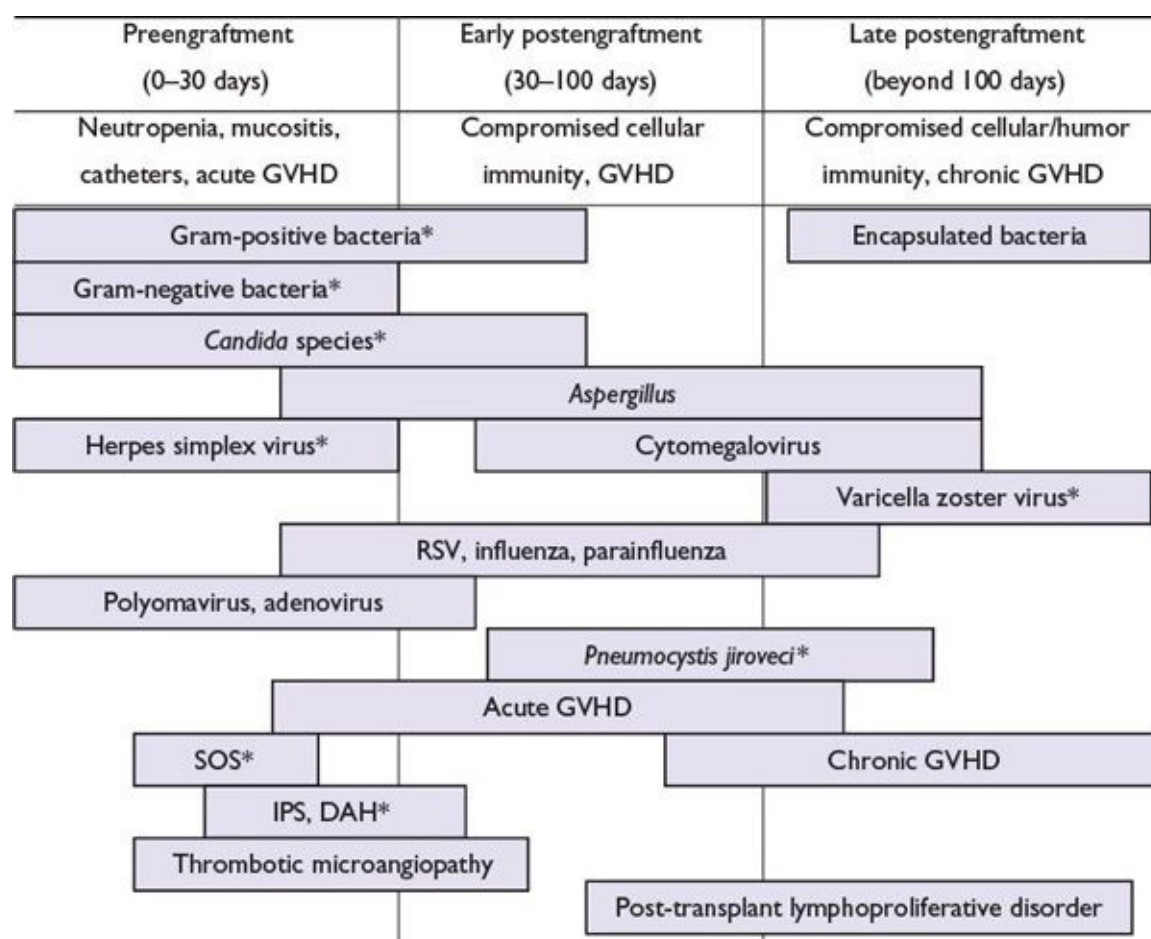 Preengraftment
(0–30 days)
Early postengraftment
(30–100 days)
Late postengraftment
(beyond 100 days)
Neutropenia, mucositis,
catheters, acute GVHD
Compromised cellular
immunity, GVHD
Compromised cellular/humor
immunity, chronic GVHD
Gram-positive bacteria*
Encapsulated bacteria
Gram-negative bacteria*
Candida species*
Aspergillus
Herpes simplex virus*
Cytomegalovirus
Varicella zoster virus*
RSV, influenza, parainfluenza
Polyomavirus, adenovirus
Pneumocystis jiroveci*
Acute GVHD
SOS*
Chronic GVHD
IPS, DAH*
Thrombotic microangiopathy
Post-transplant lymphoproliferative disorder